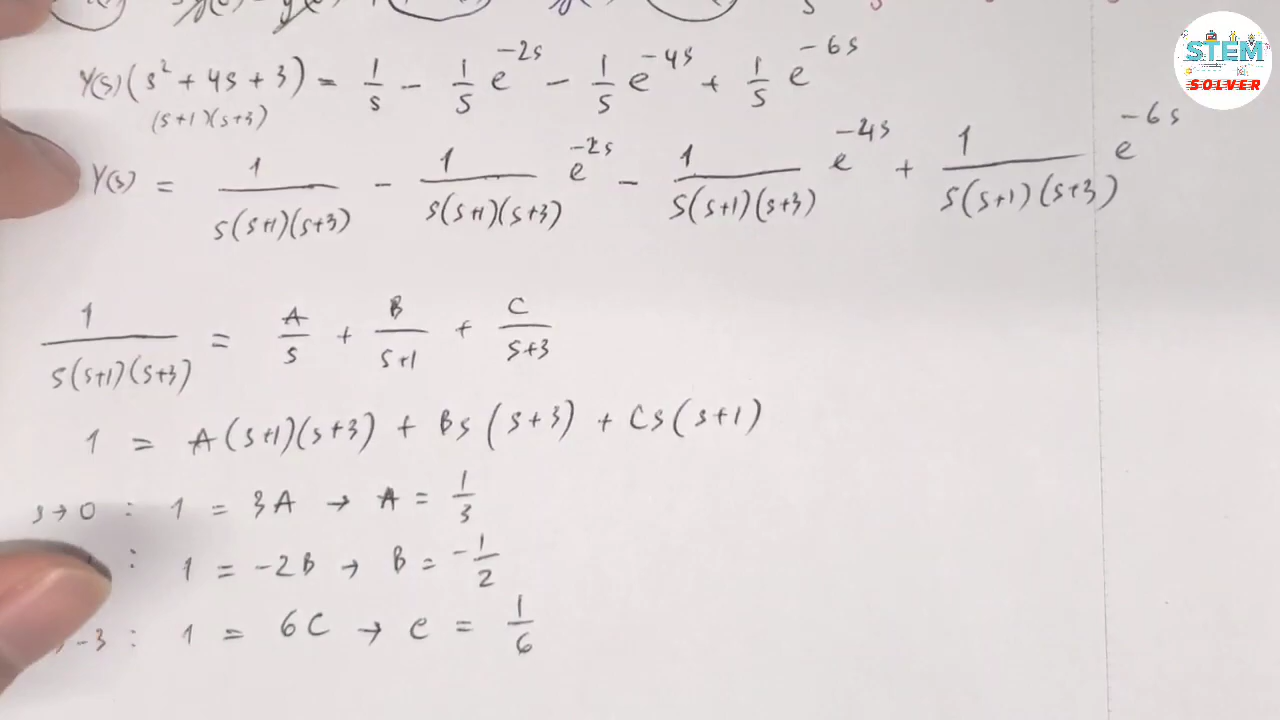 Y(s)(s² + 4s + 3) = 1/s − 1/s e^{−2s} − 1/s e^{−4s} + 1/s e^{−6s}
(s+1)(s+3)
Y(s) = 1/(s(s+1)(s+3)) − 1/(s(s+1)(s+3)) e^{−2s} − 1/(s(s+1)(s+3)) e^{−4s} + 1/(s(s+1)(s+3)) e^{−6s}
1/(s(s+1)(s+3)) = A/s + B/(s+1) + C/(s+3)
1 = A(s+1)(s+3) + Bs(s+3) + Cs(s+1)
s→0 : 1 = 3A → A = 1/3
: 1 = −2B → B = −1/2
−3 : 1 = 6C → C = 1/6
STEM
SOLVER